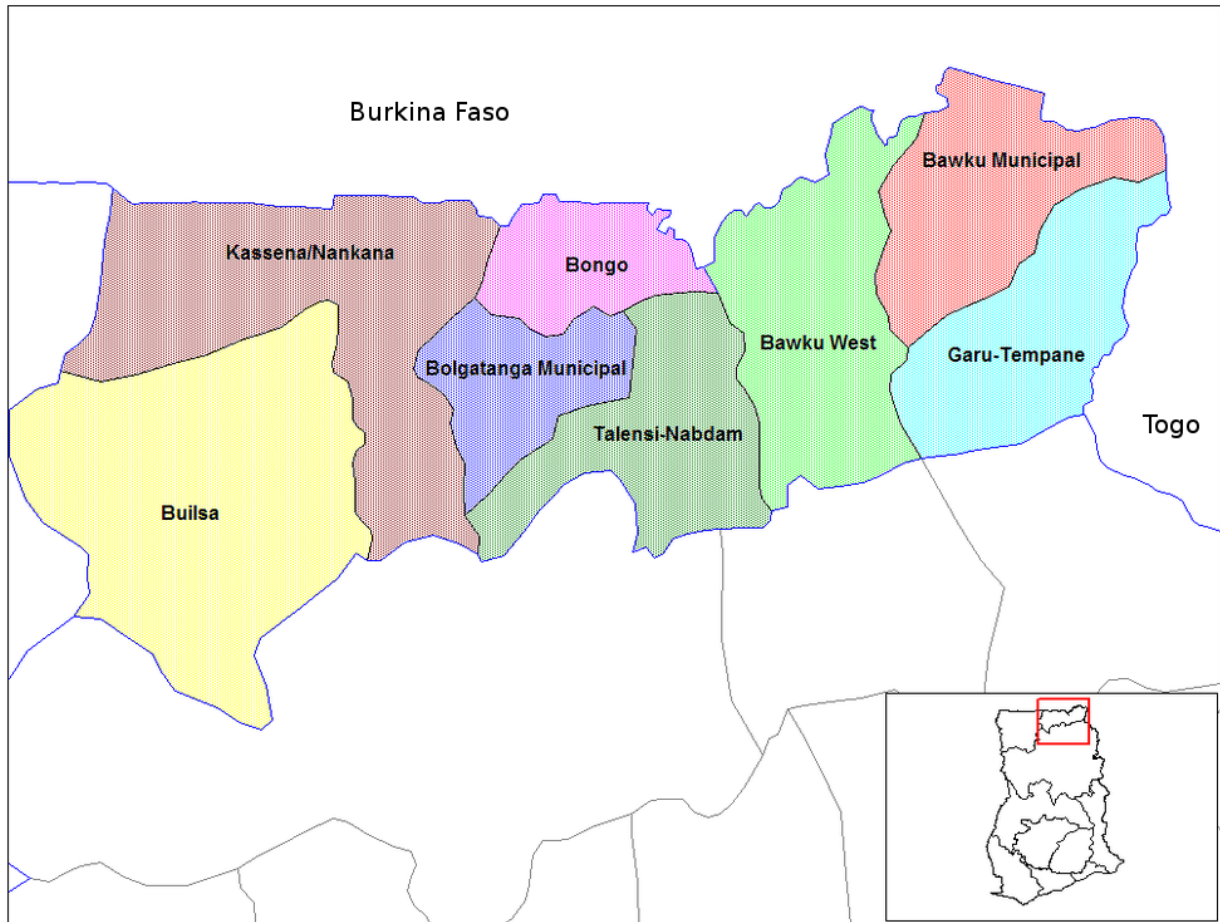 Burkina Faso
Bawku Municipal
Kassena/Nankana
Bongo
Bawku West
Garu-Tempane
Bolgatanga Municipal
Talensi-Nabdam
Togo
Builsa